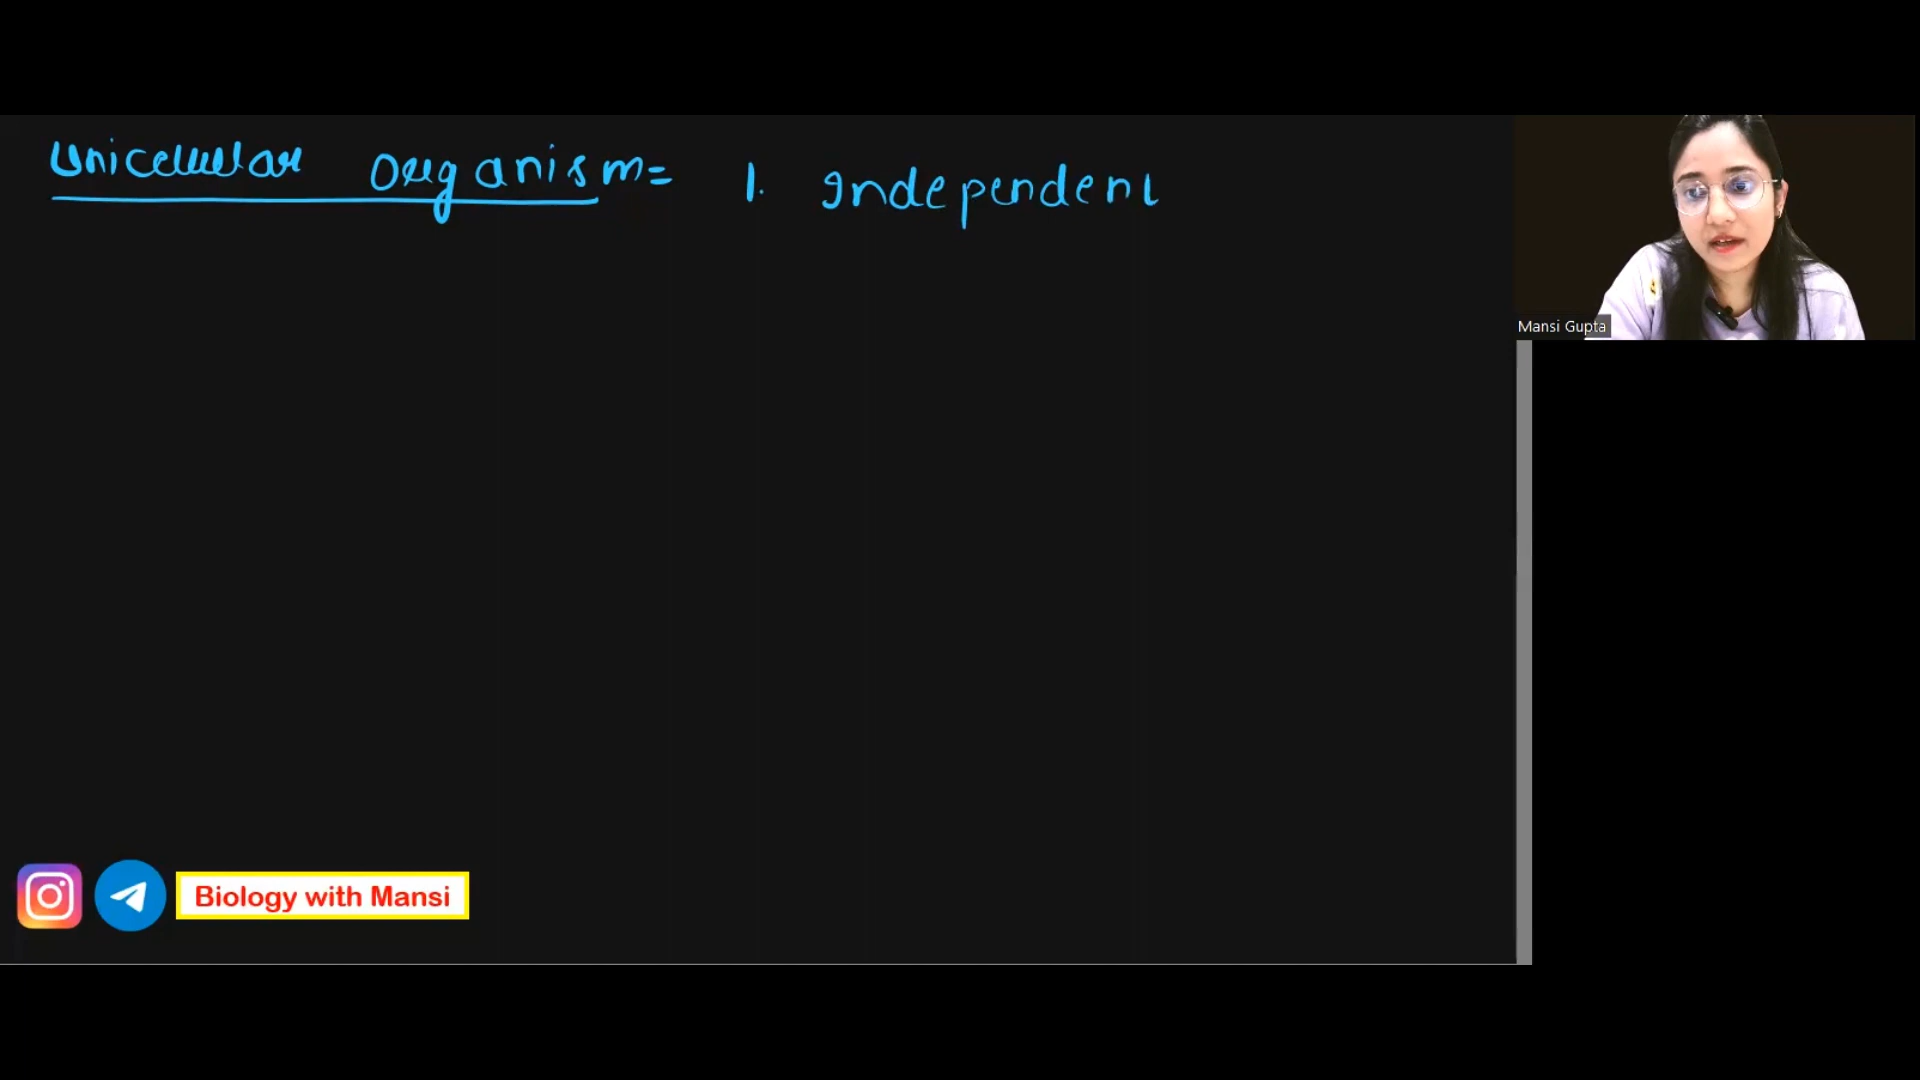 Unicellular Organism= 1. Independent
Mansi Gupta
Biology with Mansi